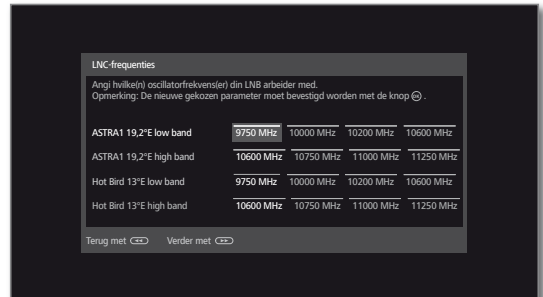 LNC-frequenties
Angi hvilke(n) oscillatorfrekvens(er) din LNB arbeider med.
Opmerking: De nieuwe gekozen parameter moet bevestigd worden met de knop OK .
ASTRA1 19,2°E low band 9750 MHz 10000 MHz 10200 MHz 10600 MHz
ASTRA1 19,2°E high band 10600 MHz 10750 MHz 11000 MHz 11250 MHz
Hot Bird 13°E low band 9750 MHz 10000 MHz 10200 MHz 10600 MHz
Hot Bird 13°E high band 10600 MHz 10750 MHz 11000 MHz 11250 MHz
Terug met Verder met